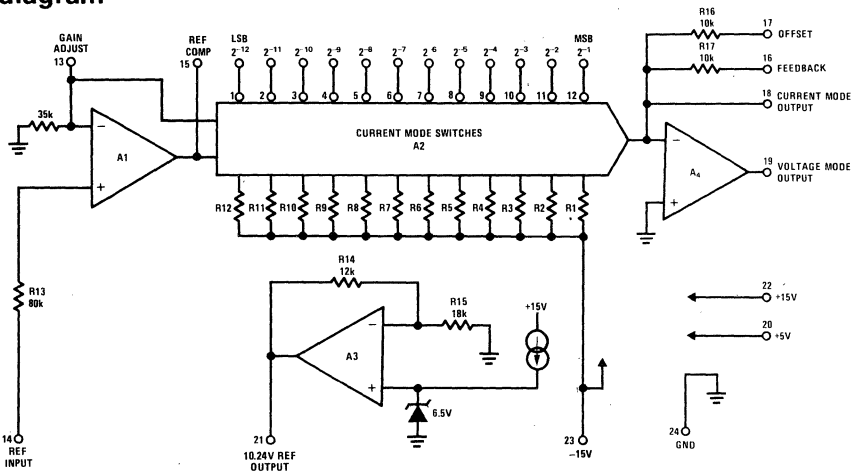 diagram
R16
10k
17
OFFSET
R17
10k
16
FEEDBACK
18
CURRENT MODE
OUTPUT
GAIN
ADJUST
13
REF
COMP
15
LSB
2⁻¹²
2⁻¹¹
2⁻¹⁰
2⁻⁹
2⁻⁸
2⁻⁷
2⁻⁶
2⁻⁵
2⁻⁴
2⁻³
2⁻²
MSB
2⁻¹
1 2 3 4 5 6 7 8 9 10 11 12
35k
−
A1
+
CURRENT MODE SWITCHES
A2
−
A4
+
19
VOLTAGE MODE
OUTPUT
R12 R11 R10 R9 R8 R7 R6 R5 R4 R3 R2 R1
R13
80k
R14
12k
R15
18k
−
A3
+
+15V
6.5V
22
+15V
20
+5V
14
REF
INPUT
21
10.24V REF
OUTPUT
23
−15V
24
GND